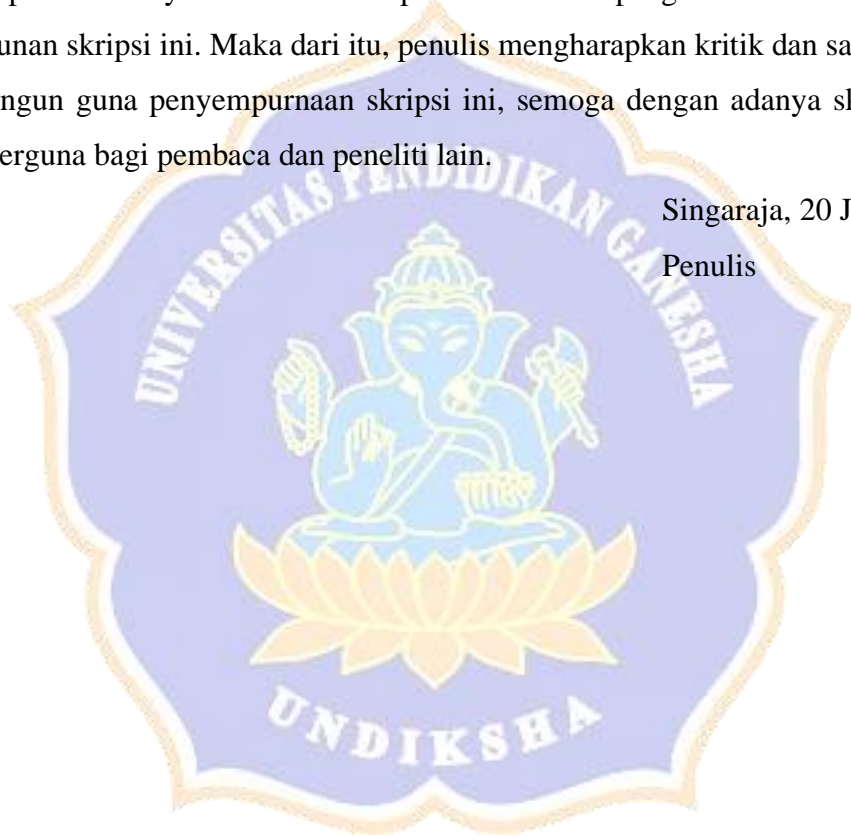 unan skripsi ini. Maka dari itu, penulis mengharapkan kritik dan sa
ngun guna penyempurnaan skripsi ini, semoga dengan adanya sk
erguna bagi pembaca dan peneliti lain.
Singaraja, 20 J
Penulis
UNIVERSITAS PENDIDIKAN GANESHA
UNDIKSHA